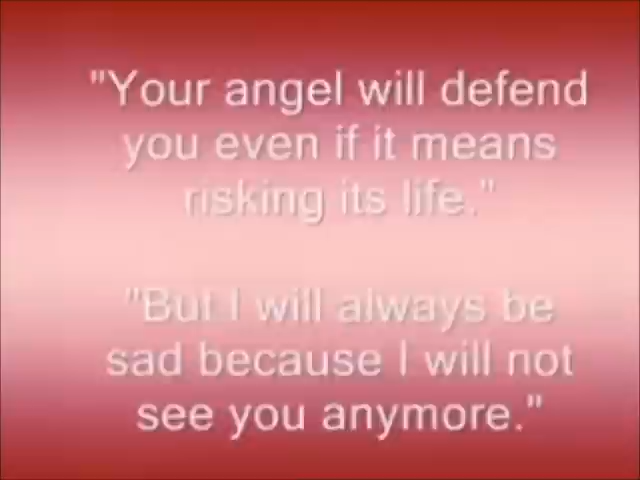 "Your angel will defend
you even if it means
risking its life."
"But I will always be
sad because I will not
see you anymore."